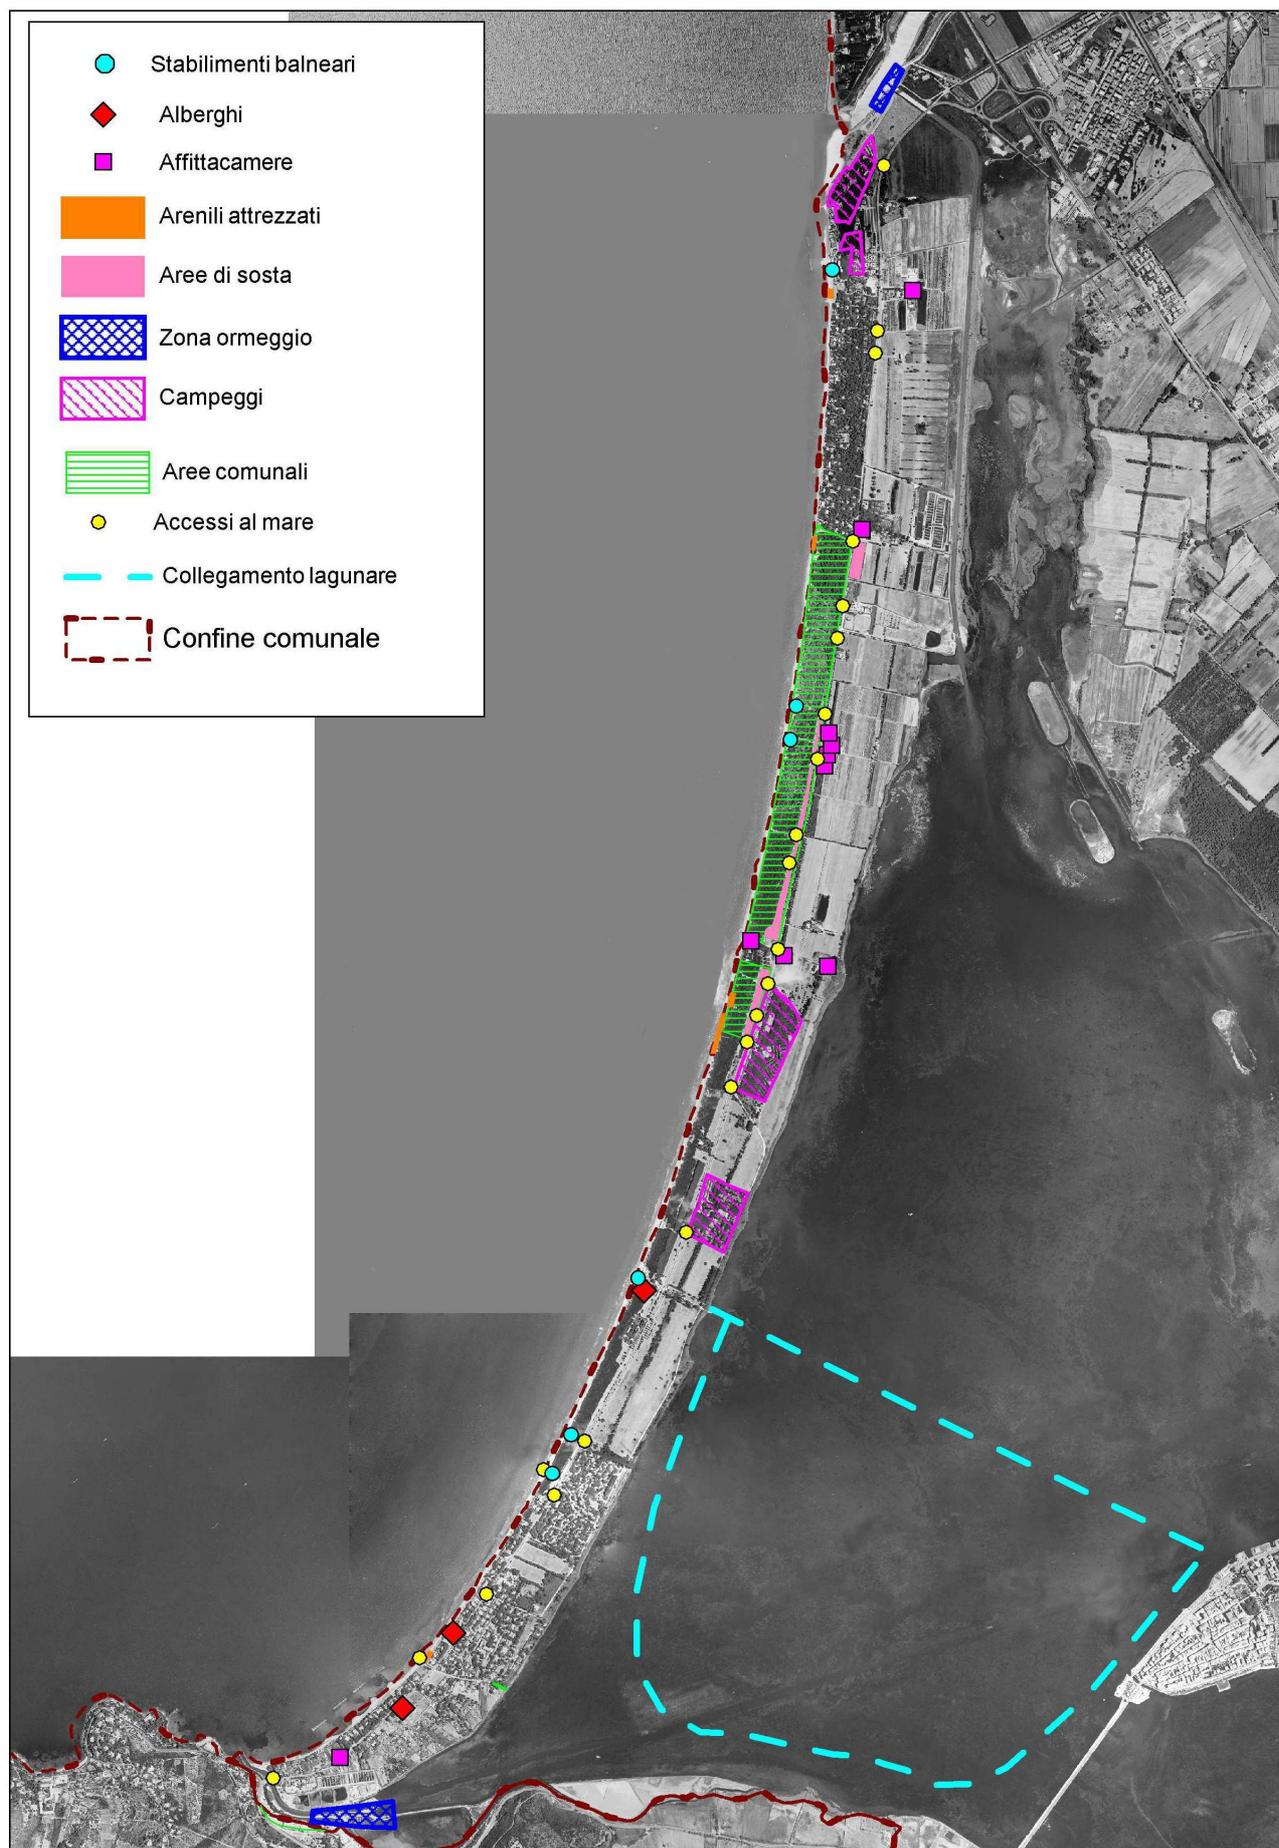 Stabilimenti balneari
Alberghi
Affittacamere
Arenili attrezzati
Aree di sosta
Zona ormeggio
Campeggi
Aree comunali
Accessi al mare
Collegamento lagunare
Confine comunale